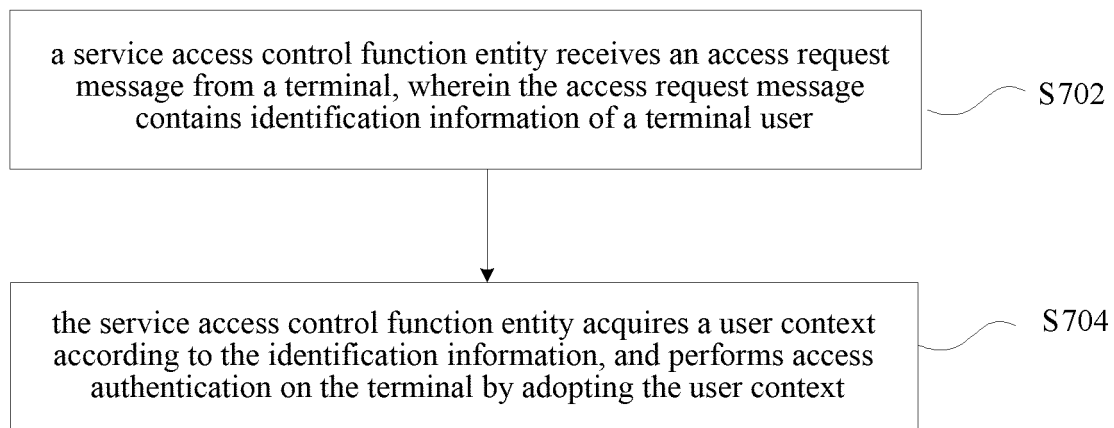 a service access control function entity receives an access request
message from a terminal, wherein the access request message
contains identification information of a terminal user
S702
the service access control function entity acquires a user context
according to the identification information, and performs access
authentication on the terminal by adopting the user context
S704